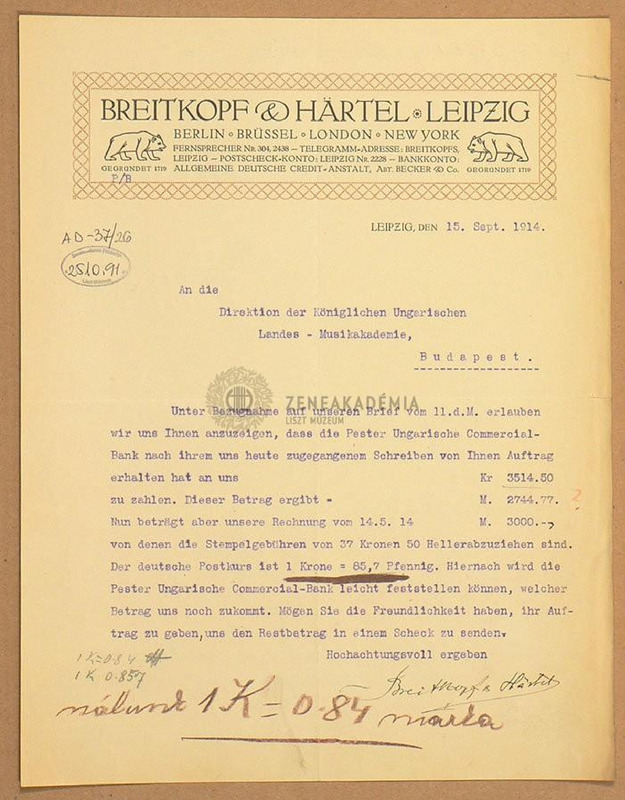 BREITKOPF & HÄRTEL · LEIPZIG
BERLIN · BRÜSSEL · LONDON · NEW YORK
FERNSPRECHER Nr. 304, 2438 — TELEGRAMM-ADRESSE: BREITKOPFS,
LEIPZIG — POSTSCHECK-KONTO: LEIPZIG Nr. 2228 — BANKKONTO:
ALLGEMEINE DEUTSCHE CREDIT-ANSTALT, Abt. BECKER & Co.
GEGRÜNDET 1719
GEGRÜNDET 1719
P/B
LEIPZIG, DEN 15. Sept. 1914.
AD-37/26
251091
An die
Direktion der Königlichen Ungarischen
Landes - Musikakademie,
Budapest.
ZENEAKADÉMIA
LISZT MÚZEUM
Unter Bezugnahme auf unseren Brief vom 11.d.M. erlauben
wir uns Ihnen anzuzeigen, dass die Pester Ungarische Commercial-
Bank nach ihrem uns heute zugegangenem Schreiben von Ihnen Auftrag
erhalten hat an uns Kr 3514.50
zu zahlen. Dieser Betrag ergibt = M. 2744.77. ?
Nun beträgt aber unsere Rechnung vom 14.5.14 M. 3000.--,
von denen die Stempelgebühren von 37 Kronen 50 Hellerabzuziehen sind.
Der deutsche Postkurs ist 1 Krone = 85,7 Pfennig. Hiernach wird die
Pester Ungarische Commercial-Bank leicht feststellen können, welcher
Betrag uns noch zukommt. Mögen Sie die Freundlichkeit haben, ihr Auf-
trag zu geben,uns den Restbetrag in einem Scheck zu senden.
Hochachtungsvoll ergeben
1 K=0.84
1 K 0.857
Breitkopf & Härtel
nálunk 1 K = 0.84 márka